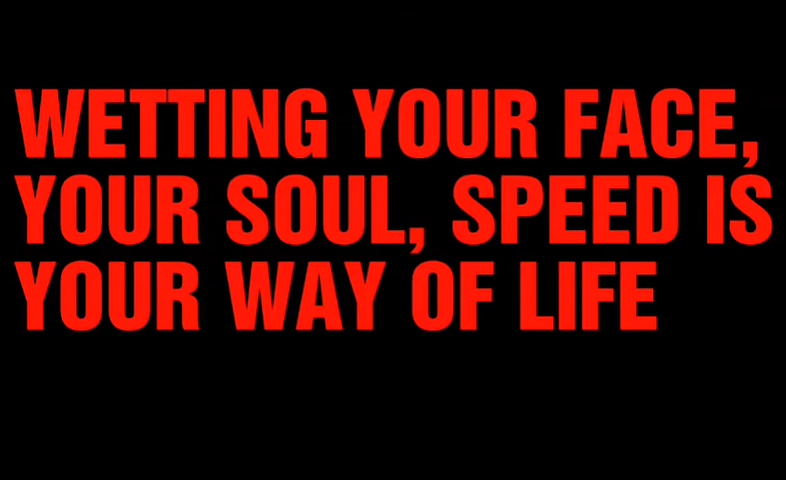 WETTING YOUR FACE,
YOUR SOUL, SPEED IS
YOUR WAY OF LIFE